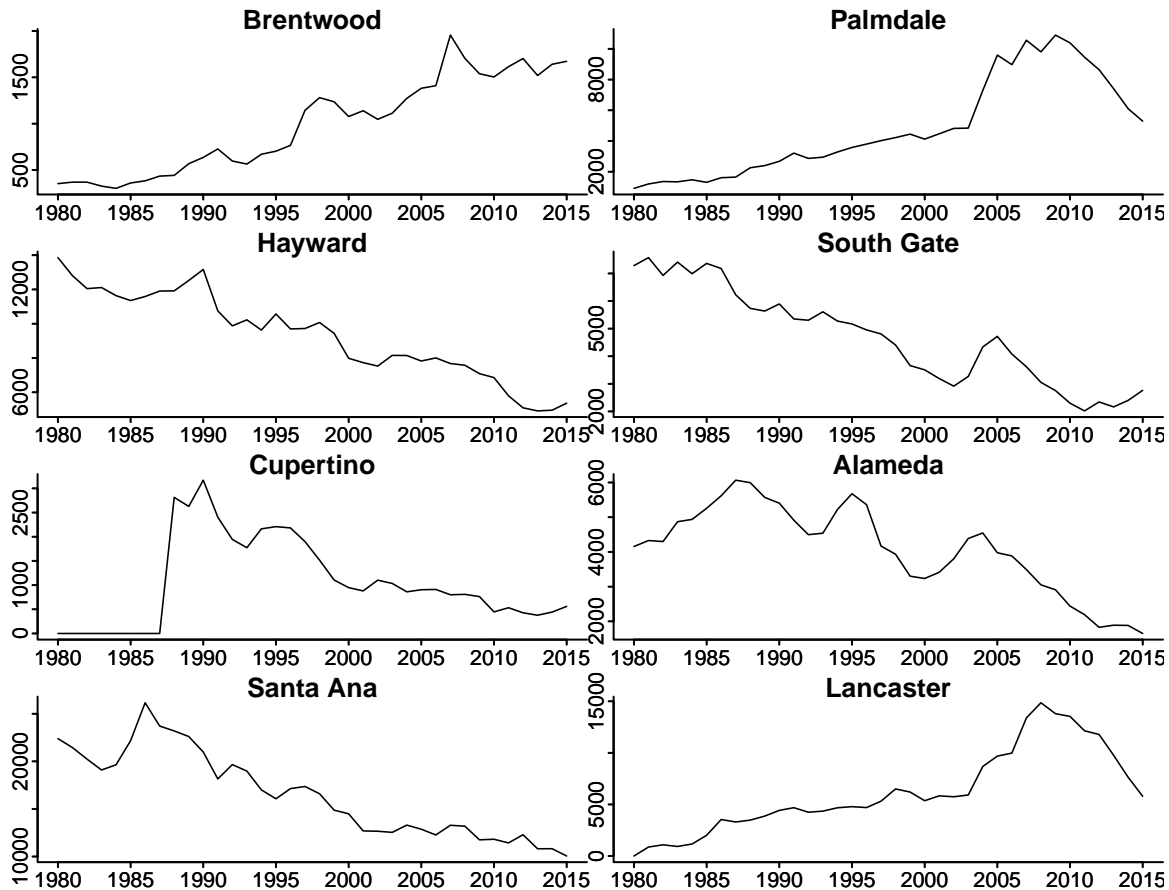 Brentwood
500 1500
1980 1985 1990 1995 2000 2005 2010 2015
Palmdale
2000 8000
1980 1985 1990 1995 2000 2005 2010 2015
Hayward
6000 12000
1980 1985 1990 1995 2000 2005 2010 2015
South Gate
2000 5000
1980 1985 1990 1995 2000 2005 2010 2015
Cupertino
0 1000 2500
1980 1985 1990 1995 2000 2005 2010 2015
Alameda
2000 4000 6000
1980 1985 1990 1995 2000 2005 2010 2015
Santa Ana
10000 20000
1980 1985 1990 1995 2000 2005 2010 2015
Lancaster
0 5000 15000
1980 1985 1990 1995 2000 2005 2010 2015